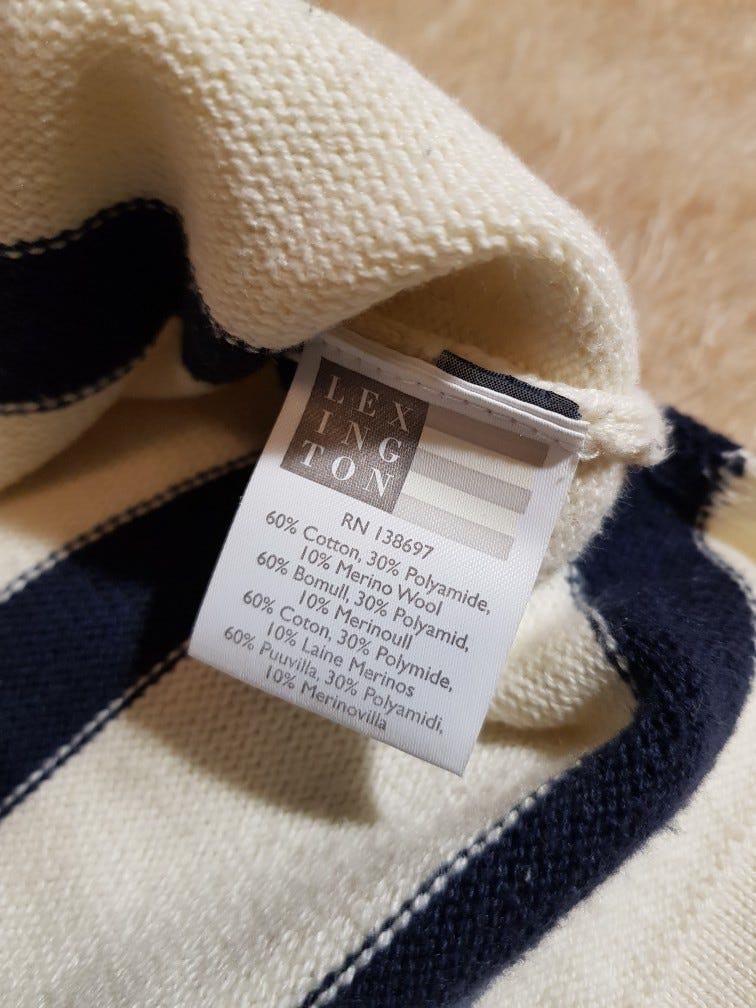 LEX
ING
TON
RN 138697
60% Cotton, 30% Polyamide,
10% Merino Wool
60% Bomull, 30% Polyamid,
10% Merinoull
60% Coton, 30% Polymide,
10% Laine Merinos
60% Puuvilla, 30% Polyamidi,
10% Merinovilla